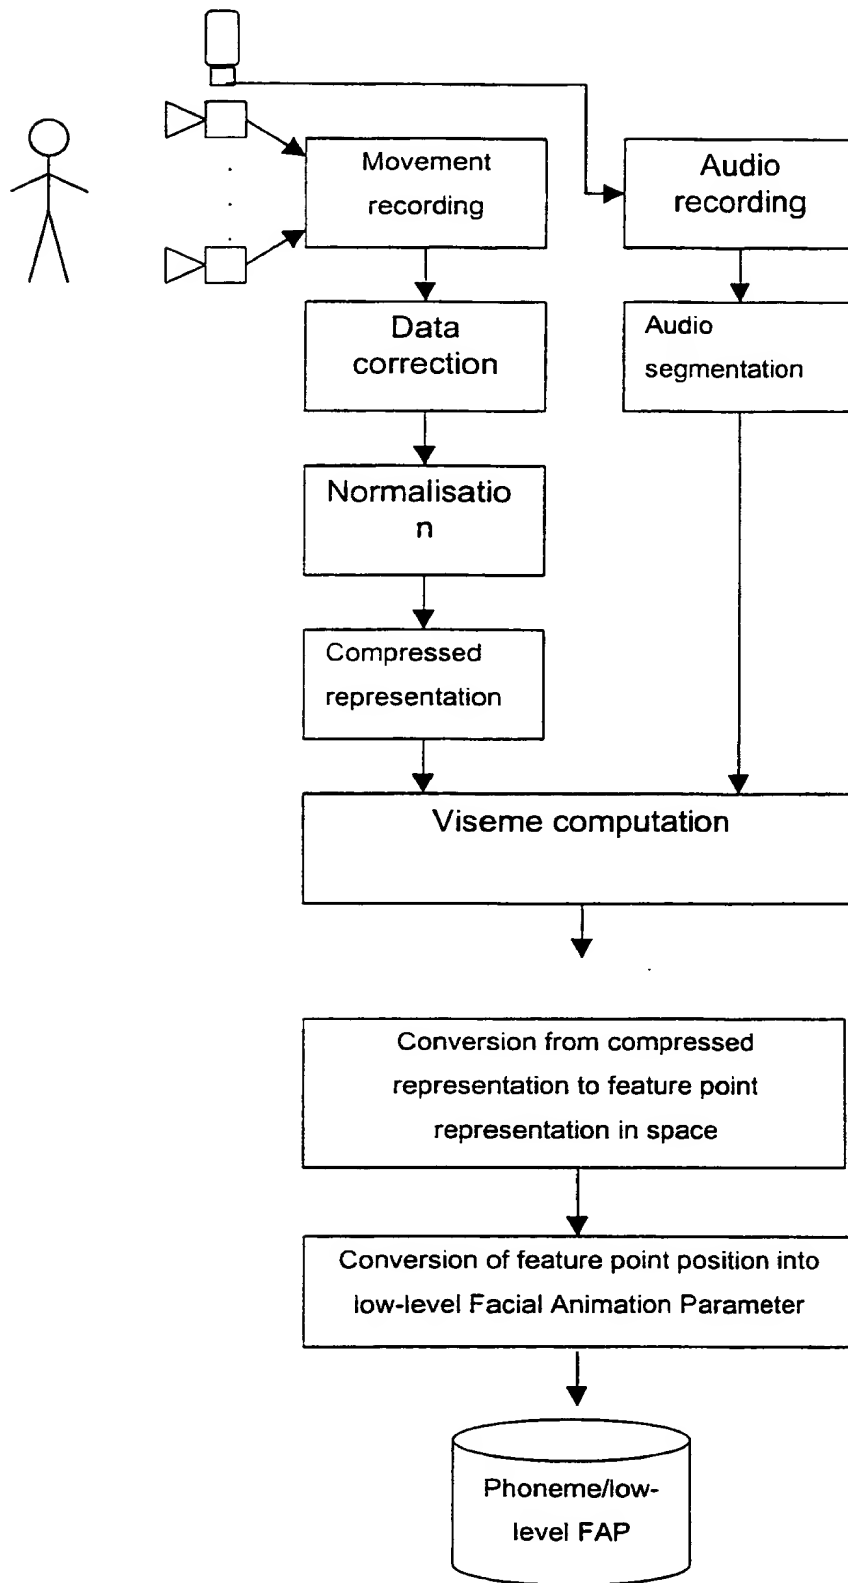 Movement
recording
Audio
recording
Data
correction
Audio
segmentation
Normalisatio
n
Compressed
representation
Viseme computation
Conversion from compressed
representation to feature point
representation in space
Conversion of feature point position into
low-level Facial Animation Parameter
Phoneme/low-
level FAP